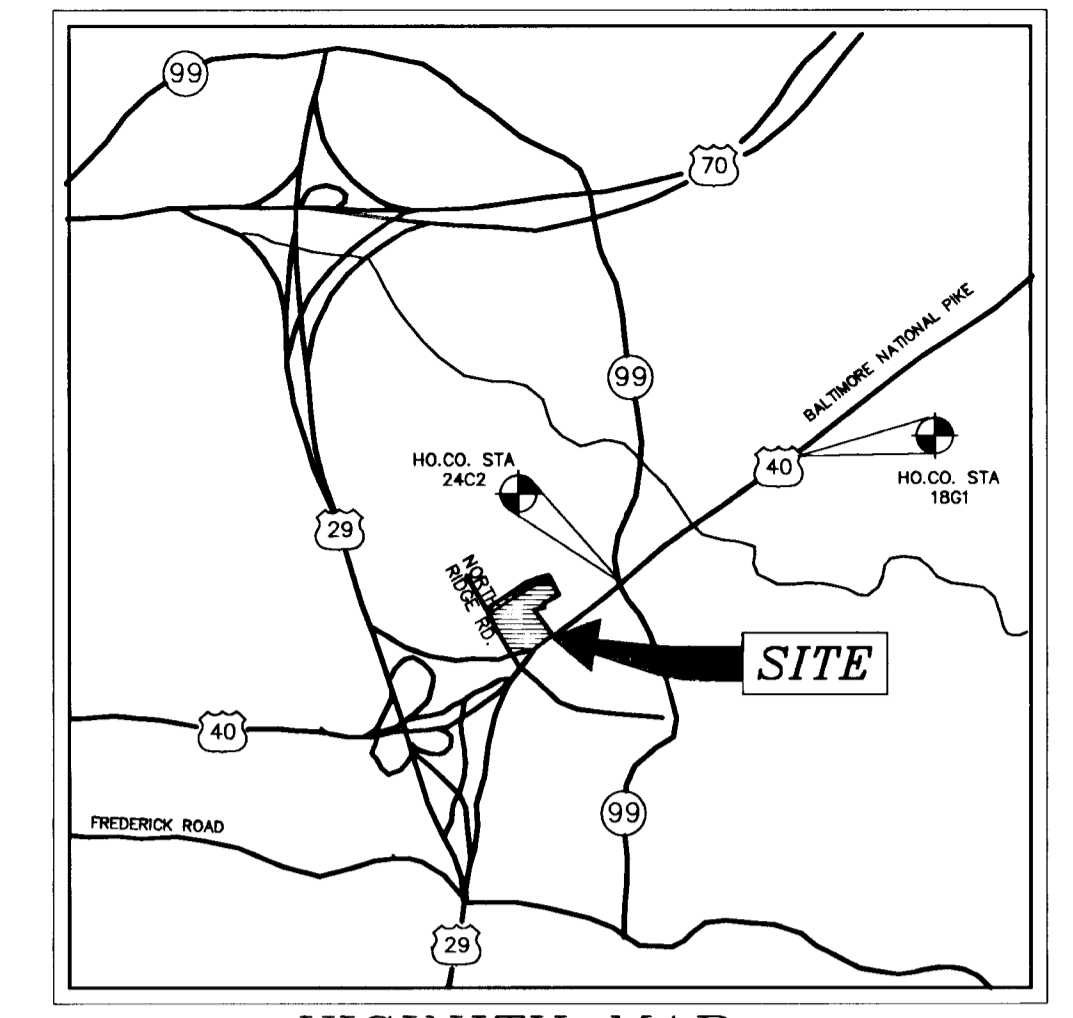 99
70
99
BALTIMORE NATIONAL PIKE
40
HO.CO. STA
24C2
HO.CO. STA
18G1
29
NORTH
RIDGE RD.
SITE
40
99
FREDERICK ROAD
29